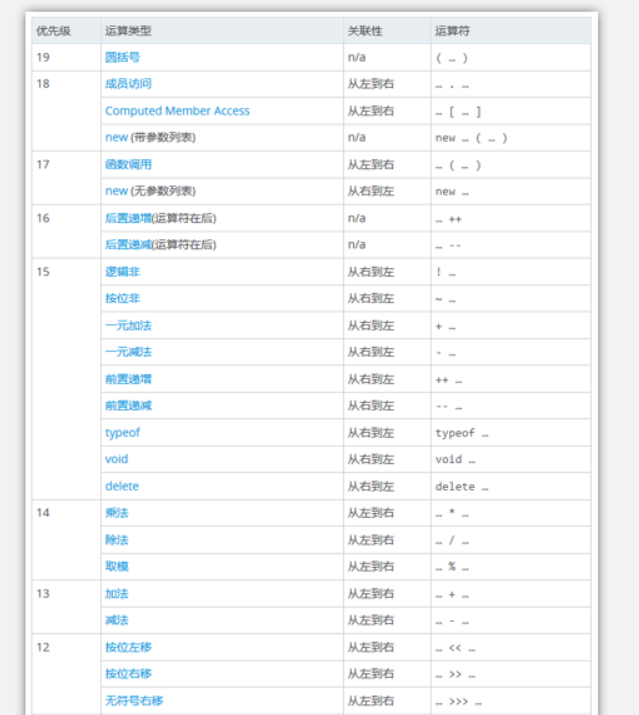 优先级 运算类型 关联性 运算符
19 圆括号 n/a ( … )
18 成员访问 从左到右 … . …
Computed Member Access 从左到右 … [ … ]
new (带参数列表) n/a new … ( … )
17 函数调用 从左到右 … ( … )
new (无参数列表) 从右到左 new …
16 后置递增(运算符在后) n/a … ++
后置递减(运算符在后) n/a … --
15 逻辑非 从右到左 ! …
按位非 从右到左 ~ …
一元加法 从右到左 + …
一元减法 从右到左 - …
前置递增 从右到左 ++ …
前置递减 从右到左 -- …
typeof 从右到左 typeof …
void 从右到左 void …
delete 从右到左 delete …
14 乘法 从左到右 … * …
除法 从左到右 … / …
取模 从左到右 … % …
13 加法 从左到右 … + …
减法 从左到右 … - …
12 按位左移 从左到右 … << …
按位右移 从左到右 … >> …
无符号右移 从左到右 … >>> …